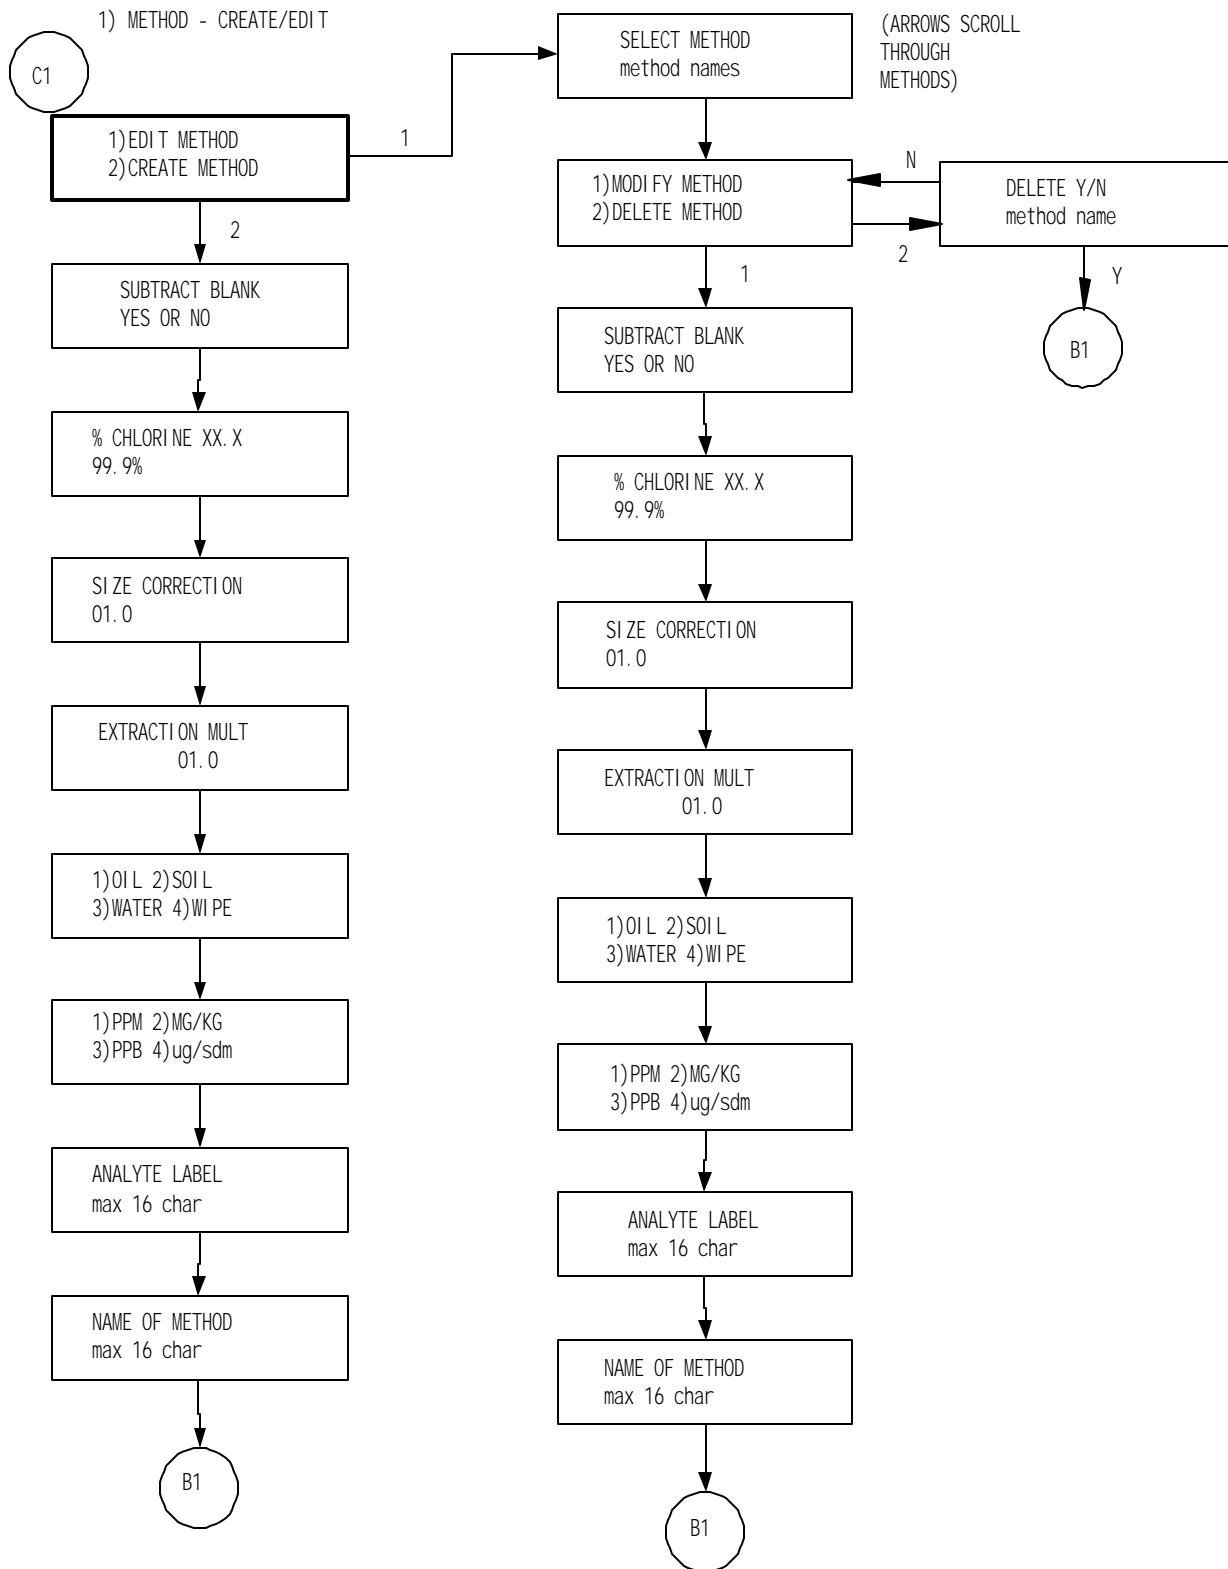 1) METHOD - CREATE/EDIT
C1
1)EDIT METHOD
2)CREATE METHOD
1
2
SUBTRACT BLANK
YES OR NO
% CHLORINE XX.X
99.9%
SIZE CORRECTION
01.0
EXTRACTION MULT
01.0
1)OIL 2)SOIL
3)WATER 4)WIPE
1)PPM 2)MG/KG
3)PPB 4)ug/sdm
ANALYTE LABEL
max 16 char
NAME OF METHOD
max 16 char
B1
SELECT METHOD
method names
(ARROWS SCROLL
THROUGH
METHODS)
1)MODIFY METHOD
2)DELETE METHOD
N
2
DELETE Y/N
method name
Y
B1
1
SUBTRACT BLANK
YES OR NO
% CHLORINE XX.X
99.9%
SIZE CORRECTION
01.0
EXTRACTION MULT
01.0
1)OIL 2)SOIL
3)WATER 4)WIPE
1)PPM 2)MG/KG
3)PPB 4)ug/sdm
ANALYTE LABEL
max 16 char
NAME OF METHOD
max 16 char
B1